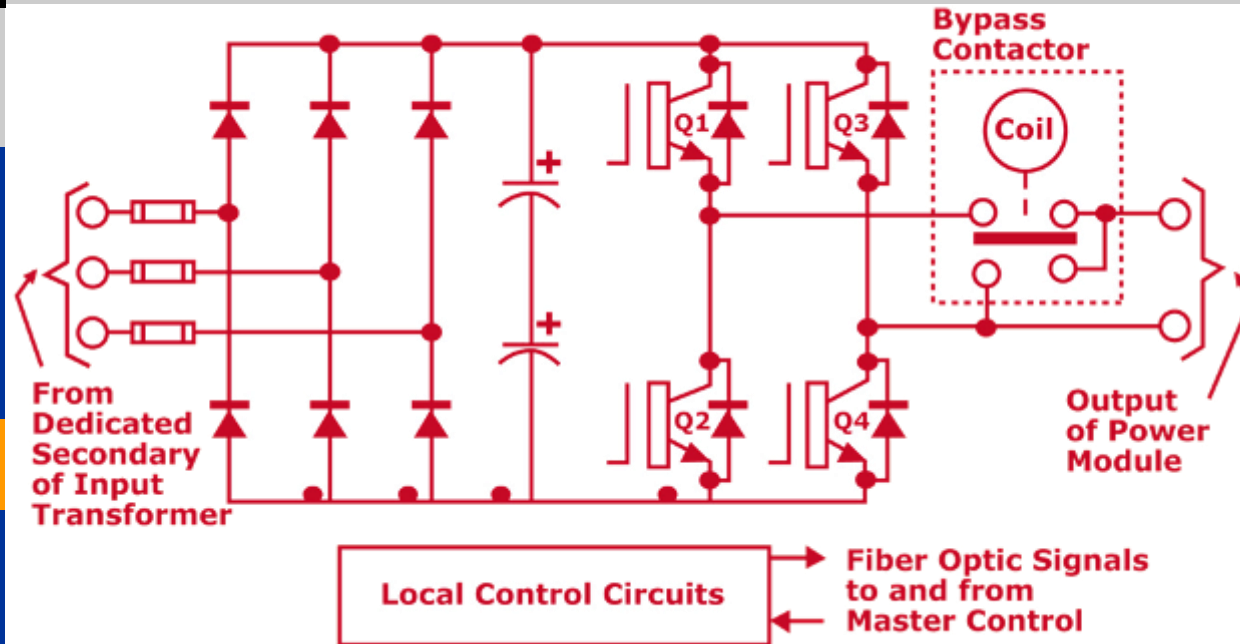 Bypass
Contactor
Coil
Q1
Q3
+
+
Q2
Q4
From
Dedicated
Secondary
of Input
Transformer
Output
of Power
Module
Local Control Circuits
Fiber Optic Signals
to and from
Master Control